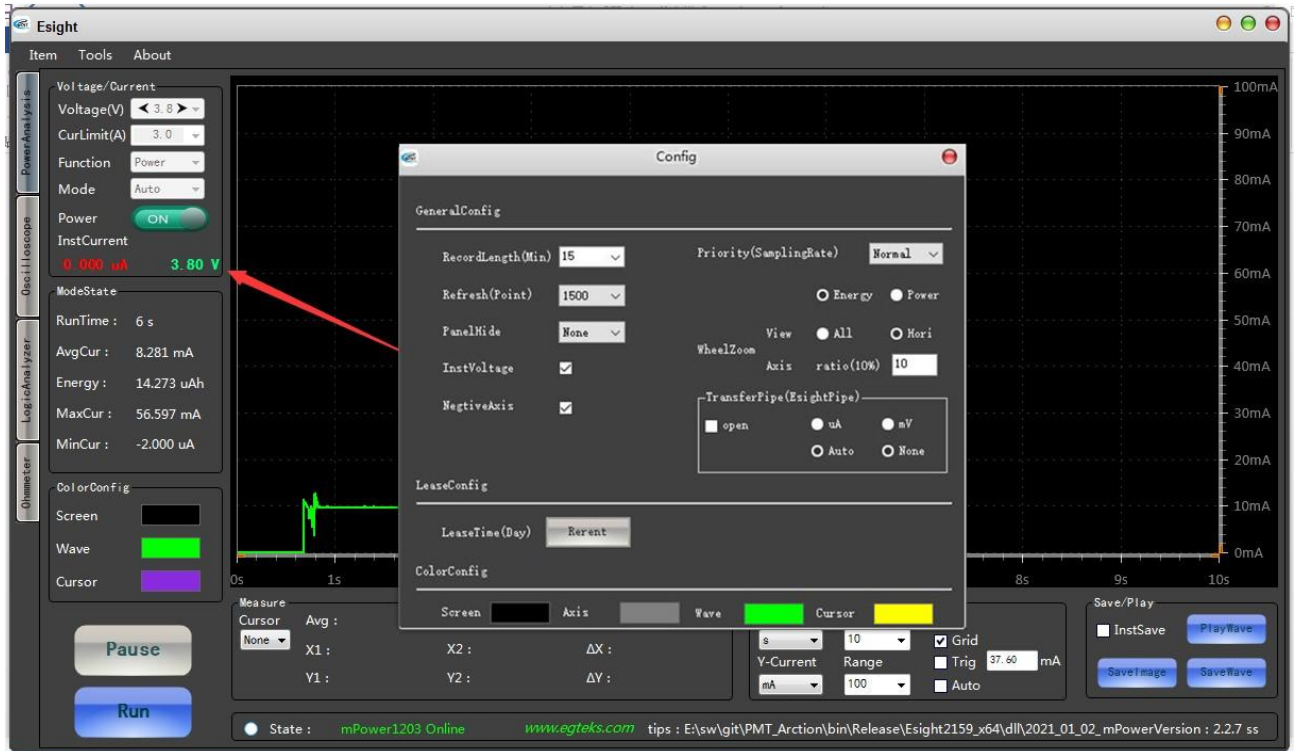 Esight
Item Tools About
PowerAnalysis
Oscilloscope
LogicAnalyzer
Ohmmeter
Voltage/Current
Voltage(V) 3.8
CurLimit(A) 3.0
Function Power
Mode Auto
Power ON
InstCurrent
0.000 uA 3.80 V
ModeState
RunTime : 6 s
AvgCur : 8.281 mA
Energy : 14.273 uAh
MaxCur : 56.597 mA
MinCur : -2.000 uA
ColorConfig
Screen
Wave
Cursor
Pause
Run
100mA
90mA
80mA
70mA
60mA
50mA
40mA
30mA
20mA
10mA
0mA
0s 1s 8s 9s 10s
Config
GeneralConfig
RecordLength(Min) 15 Priority(SamplingRate) Normal
Refresh(Point) 1500 Energy Power
PanelHide None View All Hori
WheelZoom
InstVoltage Axis ratio(10%) 10
NegtiveAxis
TransferPipe(EsightPipe)
open uA mV
Auto None
LeaseConfig
LeaseTime(Day) Rerent
ColorConfig
Screen Axis Wave Cursor
Measure
Cursor Avg :
None X1 : X2 : ΔX :
Y1 : Y2 : ΔY :
s 10 Grid
Y-Current Range Trig 37.60 mA
mA 100 Auto
Save/Play
InstSave PlayWave
SaveImage SaveWave
State : mPower1203 Online www.egteks.com tips : E:\sw\git\PMT_Arction\bin\Release\Esight2159_x64\dll\2021_01_02_mPowerVersion : 2.2.7 ss